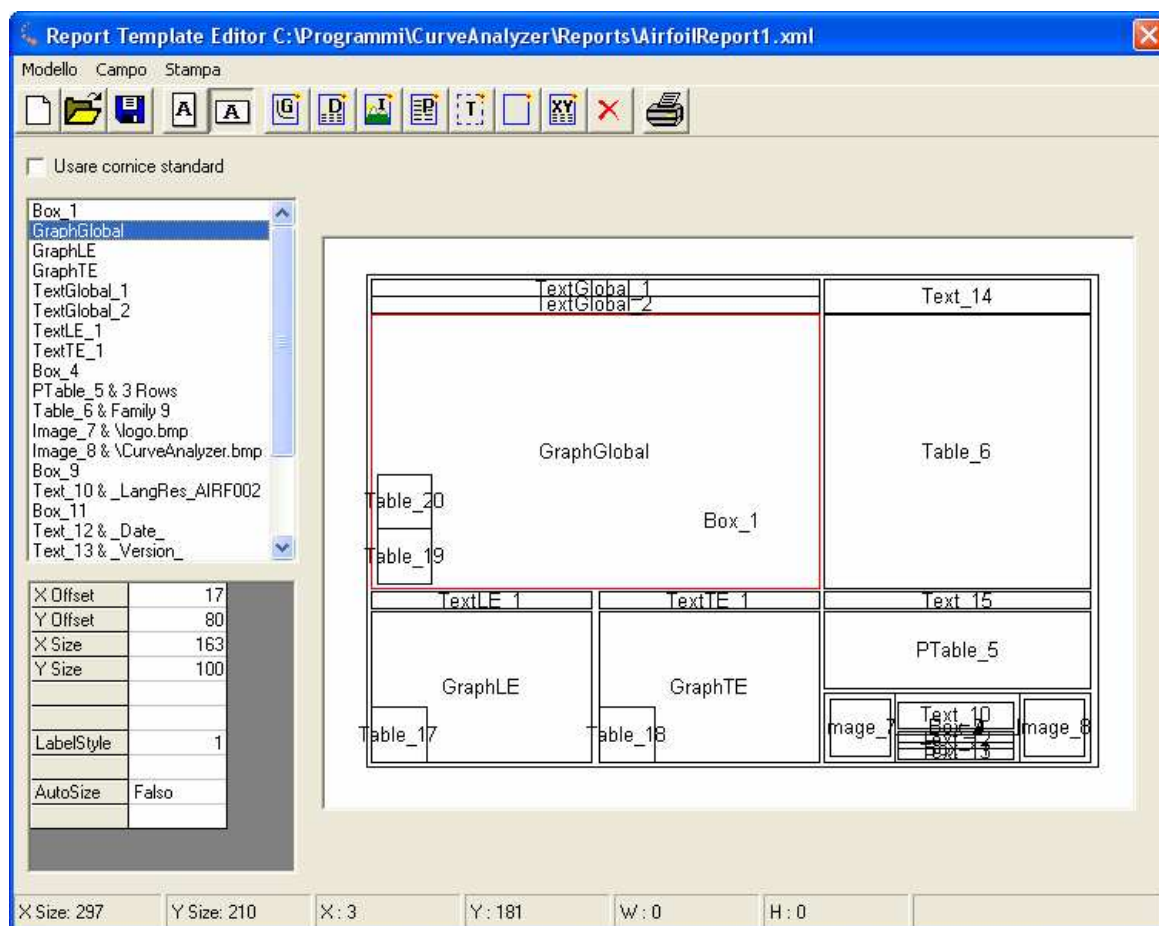 Report Template Editor C:\Programmi\CurveAnalyzer\Reports\AirfoilReport1.xml
Modello Campo Stampa
A A G D I P T XY
Usare cornice standard
Box_1
GraphGlobal
GraphLE
GraphTE
TextGlobal_1
TextGlobal_2
TextLE_1
TextTE_1
Box_4
PTable_5 & 3 Rows
Table_6 & Family 9
Image_7 & \logo.bmp
Image_8 & \CurveAnalyzer.bmp
Box_9
Text_10 & _LangRes_AIRF002
Box_11
Text_12 & _Date_
Text_13 & _Version_
X Offset 17
Y Offset 80
X Size 163
Y Size 100
LabelStyle 1
AutoSize Falso
TextGlobal_1
TextGlobal_2
Text_14
GraphGlobal
Table_6
Table_20
Box_1
Table_19
TextLE_1
TextTE_1
Text_15
PTable_5
GraphLE
GraphTE
Table_17
Table_18
Image_7
Text_10
Image_8
Text_13
X Size: 297 Y Size: 210 X : 3 Y : 181 W : 0 H : 0